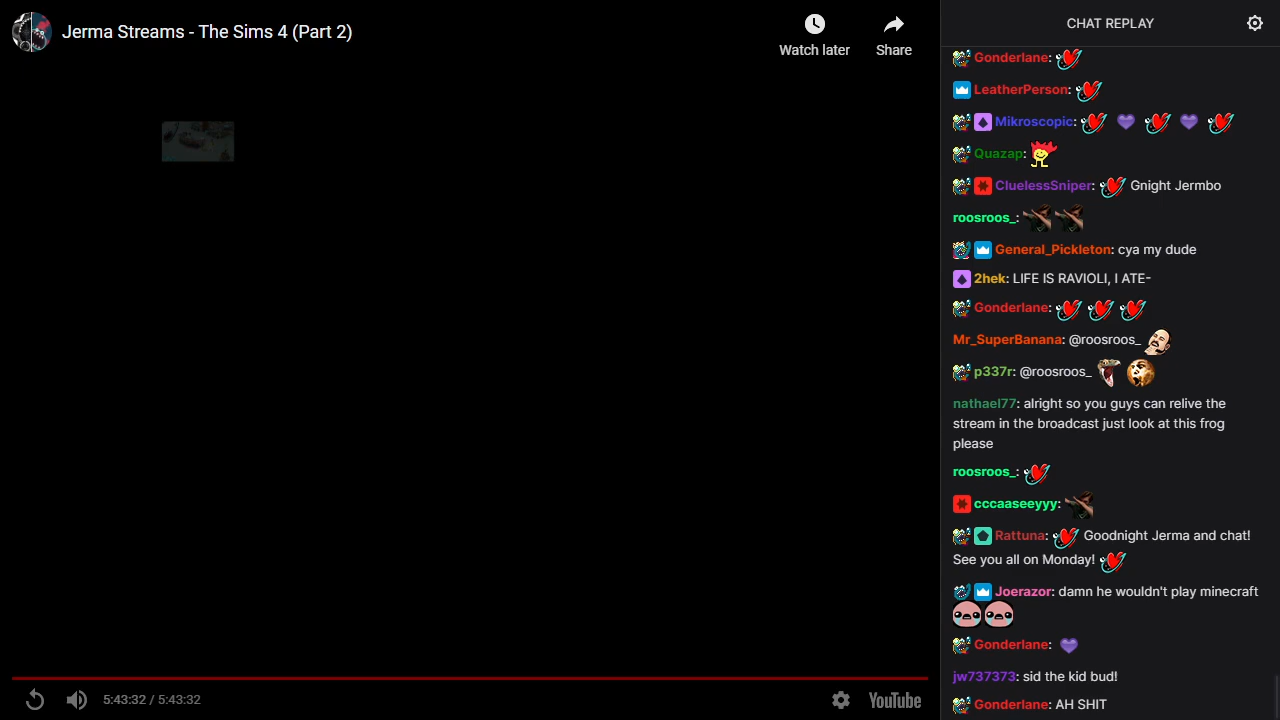 Jerma Streams - The Sims 4 (Part 2)
Watch later
Share
5:43:32 / 5:43:32
YouTube
CHAT REPLAY
Gonderlane:
LeatherPerson:
Mikroscopic:
Quazap:
CluelessSniper: Gnight Jermbo
roosroos_:
General_Pickleton: cya my dude
2hek: LIFE IS RAVIOLI, I ATE-
Gonderlane:
Mr_SuperBanana: @roosroos_
p337r: @roosroos_
nathael77: alright so you guys can relive the
stream in the broadcast just look at this frog
please
roosroos_:
cccaaseeyyy:
Rattuna: Goodnight Jerma and chat!
See you all on Monday!
Joerazor: damn he wouldn't play minecraft
Gonderlane:
jw737373: sid the kid bud!
Gonderlane: AH SHIT